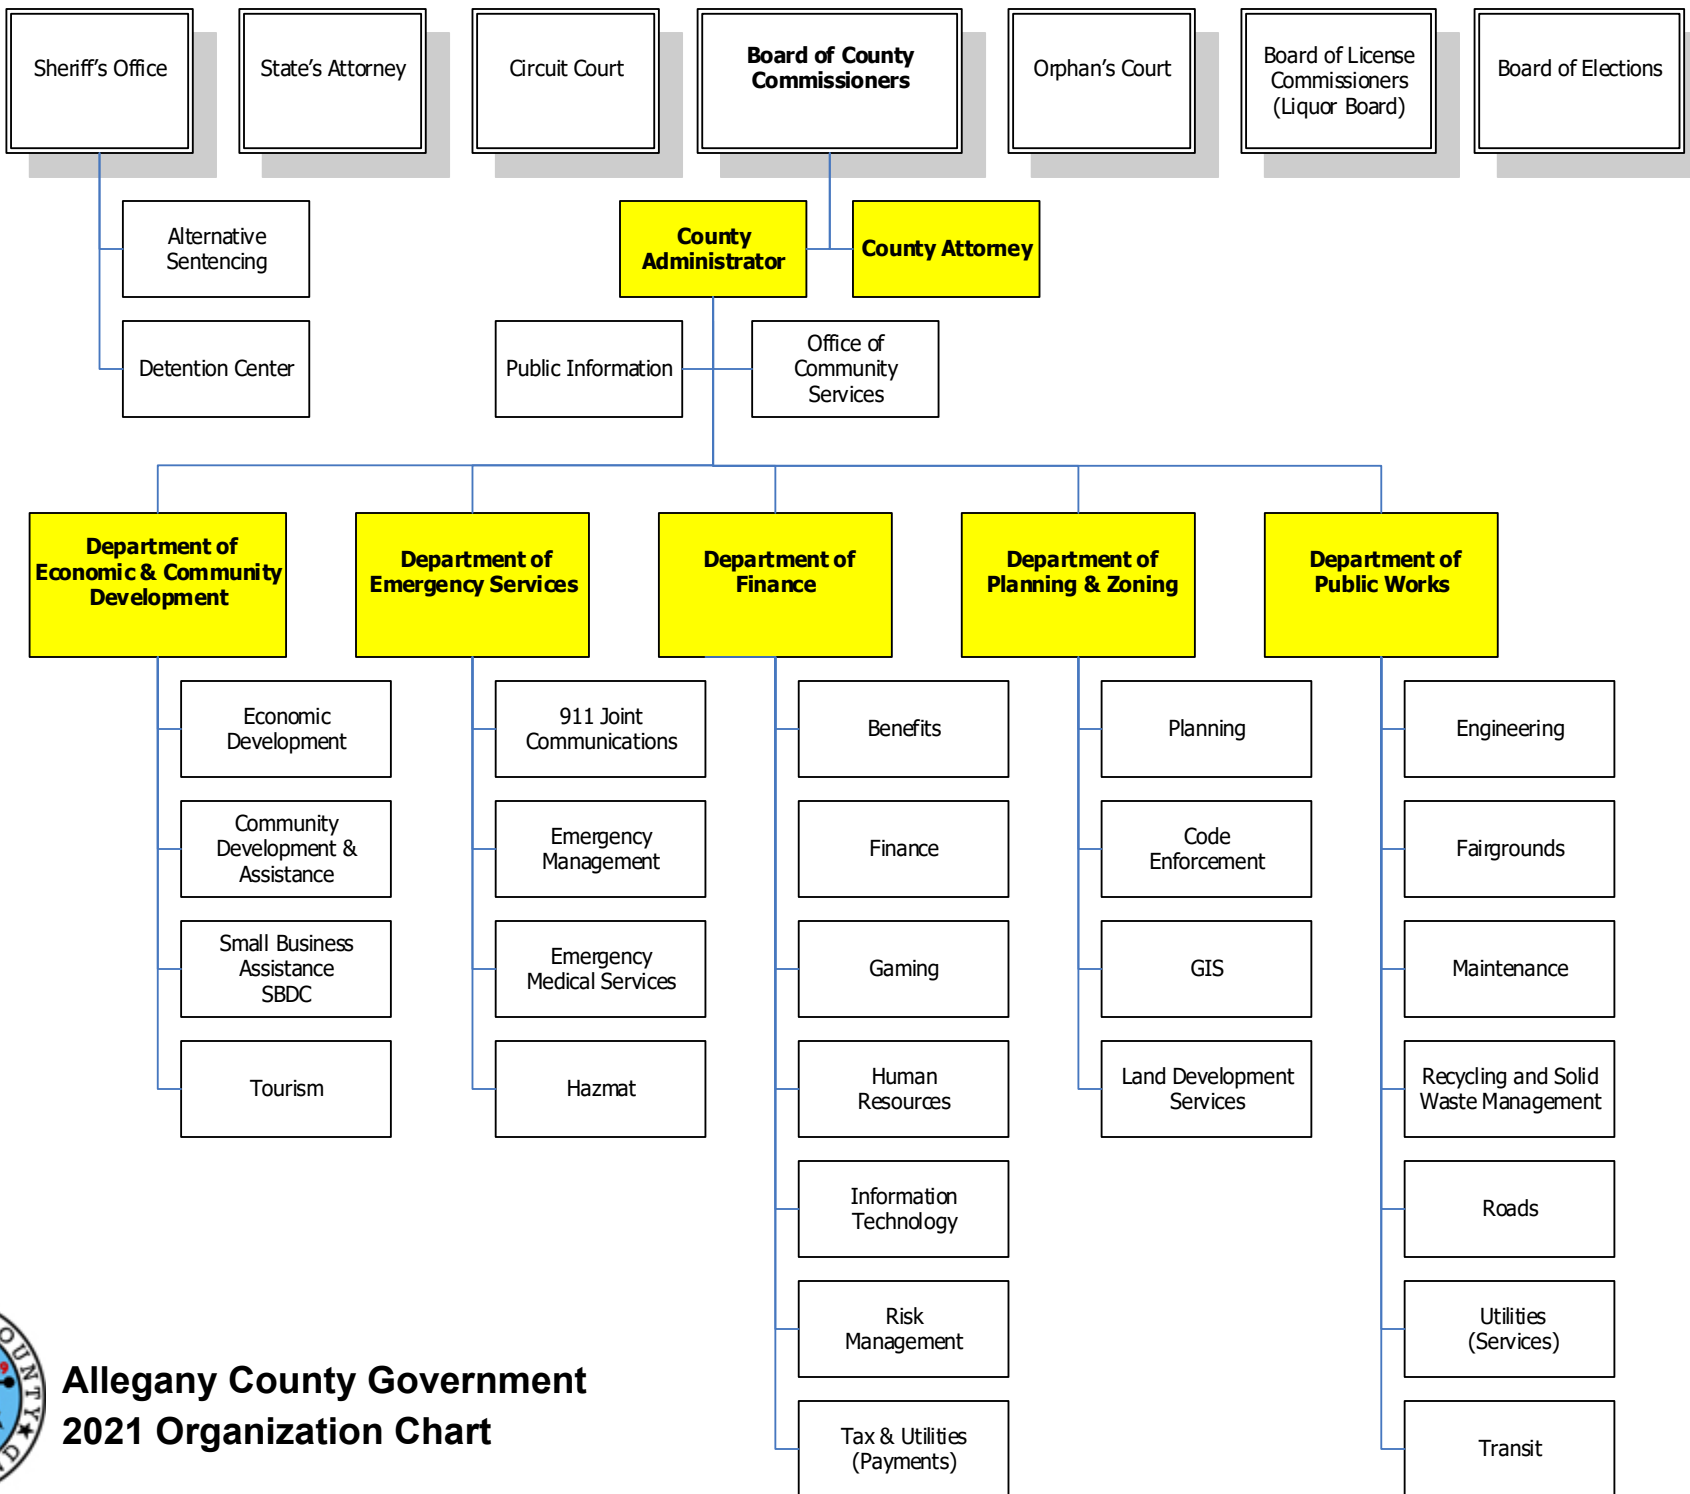 Sheriff's Office
State's Attorney
Circuit Court
Board of County
Commissioners
Orphan's Court
Board of License
Commissioners
(Liquor Board)
Board of Elections
Alternative
Sentencing
County
Administrator
County Attorney
Detention Center
Public Information
Office of
Community
Services
Department of
Economic & Community
Development
Department of
Emergency Services
Department of
Finance
Department of
Planning & Zoning
Department of
Public Works
Economic
Development
Community
Development &
Assistance
Small Business
Assistance
SBDC
Tourism
911 Joint
Communications
Emergency
Management
Emergency
Medical Services
Hazmat
Benefits
Finance
Gaming
Human
Resources
Information
Technology
Risk
Management
Tax & Utilities
(Payments)
Planning
Code
Enforcement
GIS
Land Development
Services
Engineering
Fairgrounds
Maintenance
Recycling and Solid
Waste Management
Roads
Utilities
(Services)
Transit
Allegany County Government
2021 Organization Chart